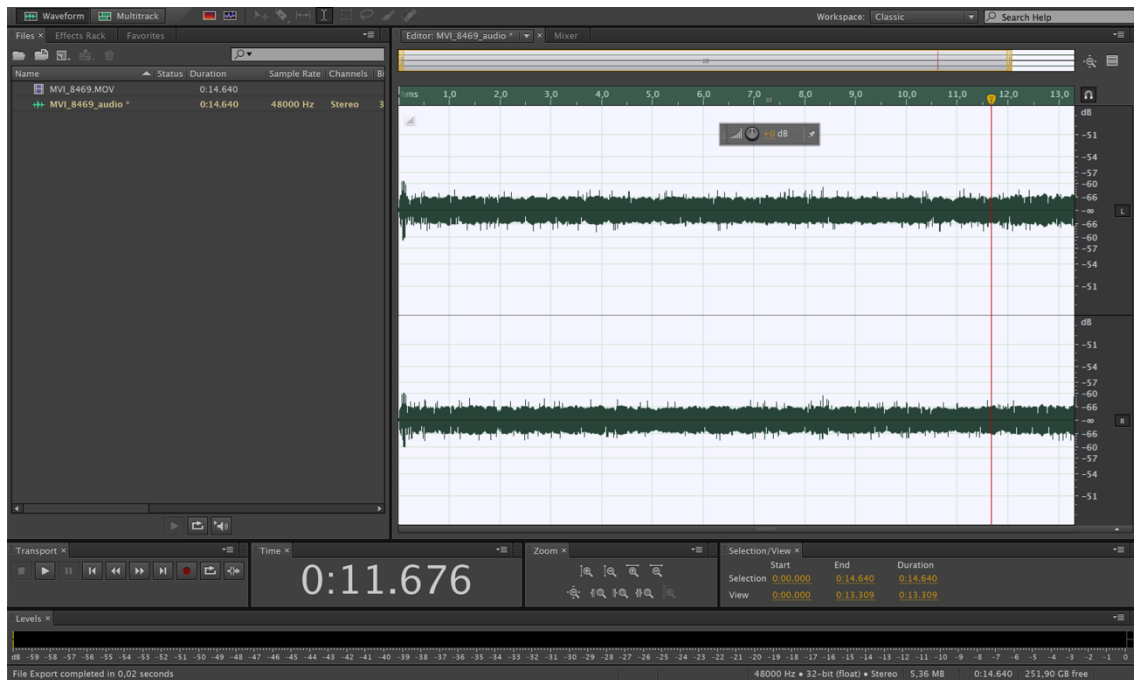 Waveform Multitrack Workspace: Classic Search Help
Files × Effects Rack Favorites
Editor: MVI_8469_audio * × Mixer
Name Status Duration Sample Rate Channels Bi
MVI_8469.MOV 0:14.640
MVI_8469_audio * 0:14.640 48000 Hz Stereo 3
hms 1,0 2,0 3,0 4,0 5,0 6,0 7,0 8,0 9,0 10,0 11,0 12,0 13,0
+0 dB
dB
-51
-54
-57
-60
-66
-∞
-66
-60
-57
-54
-51
L
dB
-51
-54
-57
-60
-66
-∞
-66
-60
-57
-54
-51
R
Transport × Time × Zoom × Selection/View ×
0:11.676
Start End Duration
Selection 0:00.000 0:14.640 0:14.640
View 0:00.000 0:13.309 0:13.309
Levels ×
dB -59 -58 -57 -56 -55 -54 -53 -52 -51 -50 -49 -48 -47 -46 -45 -44 -43 -42 -41 -40 -39 -38 -37 -36 -35 -34 -33 -32 -31 -30 -29 -28 -27 -26 -25 -24 -23 -22 -21 -20 -19 -18 -17 -16 -15 -14 -13 -12 -11 -10 -9 -8 -7 -6 -5 -4 -3 -2 -1 0
File Export completed in 0,02 seconds 48000 Hz • 32-bit (float) • Stereo 5,36 MB 0:14.640 251,90 GB free